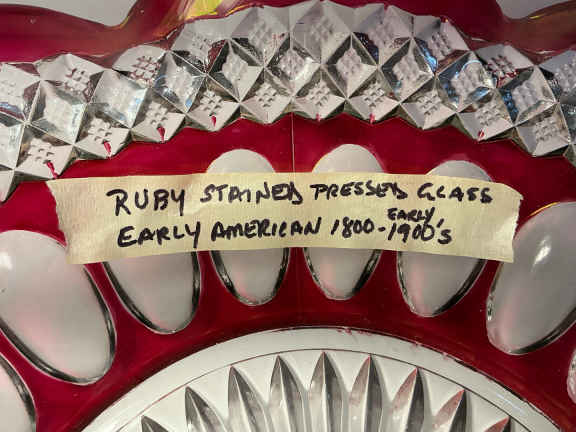 RUBY STAINED PRESSED GLASS
EARLY AMERICAN 1800-EARLY, 1900's